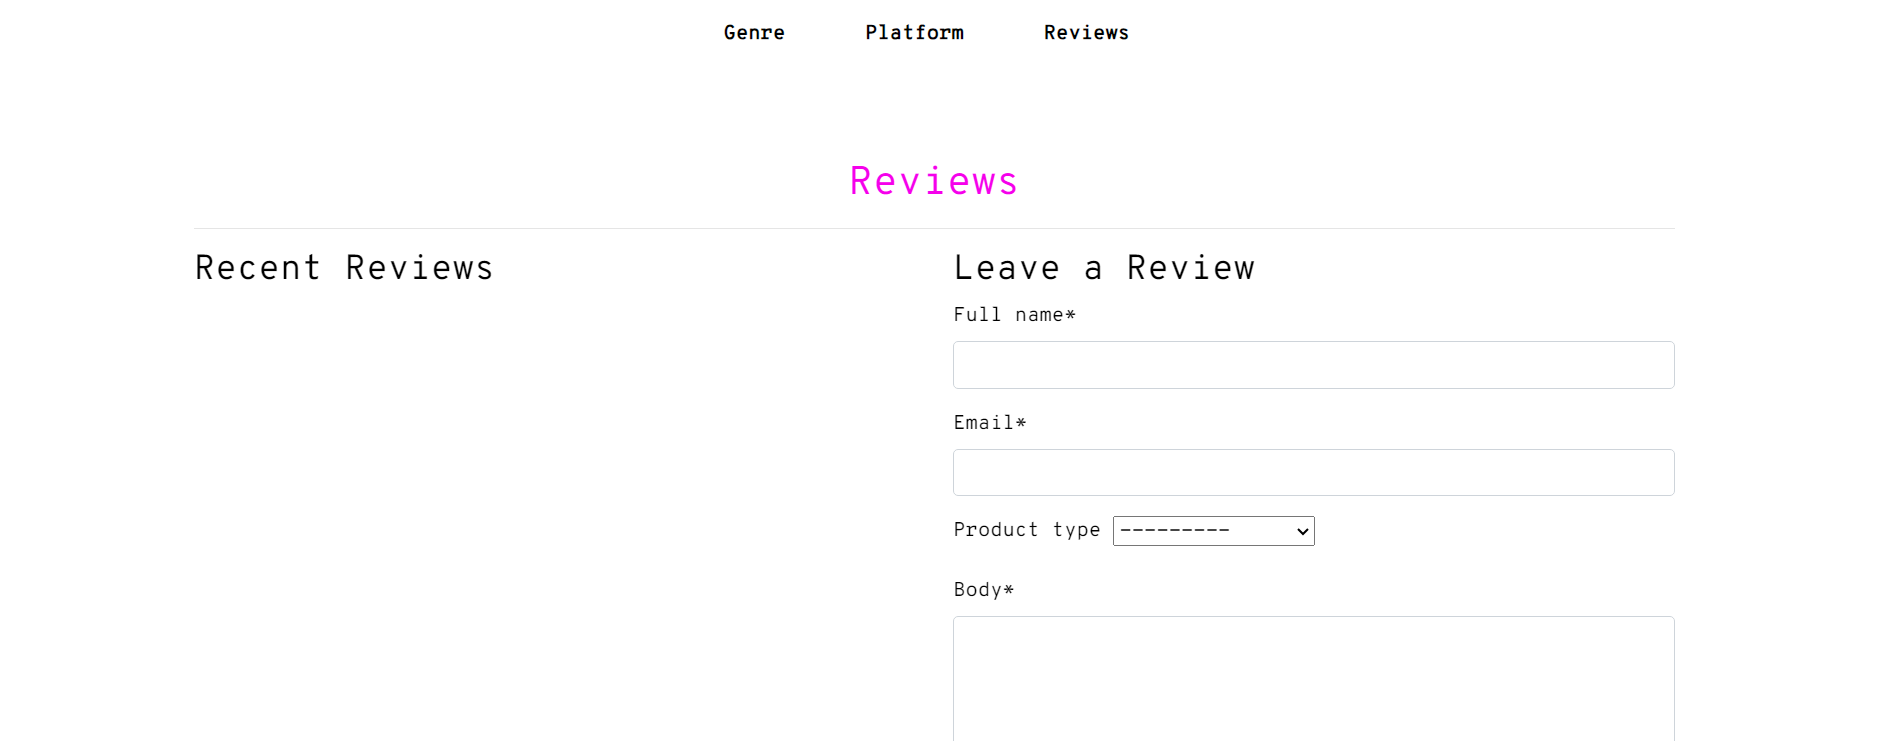 Genre Platform Reviews
Reviews
Recent Reviews
Leave a Review
Full name*
Email*
Product type ---------
Body*